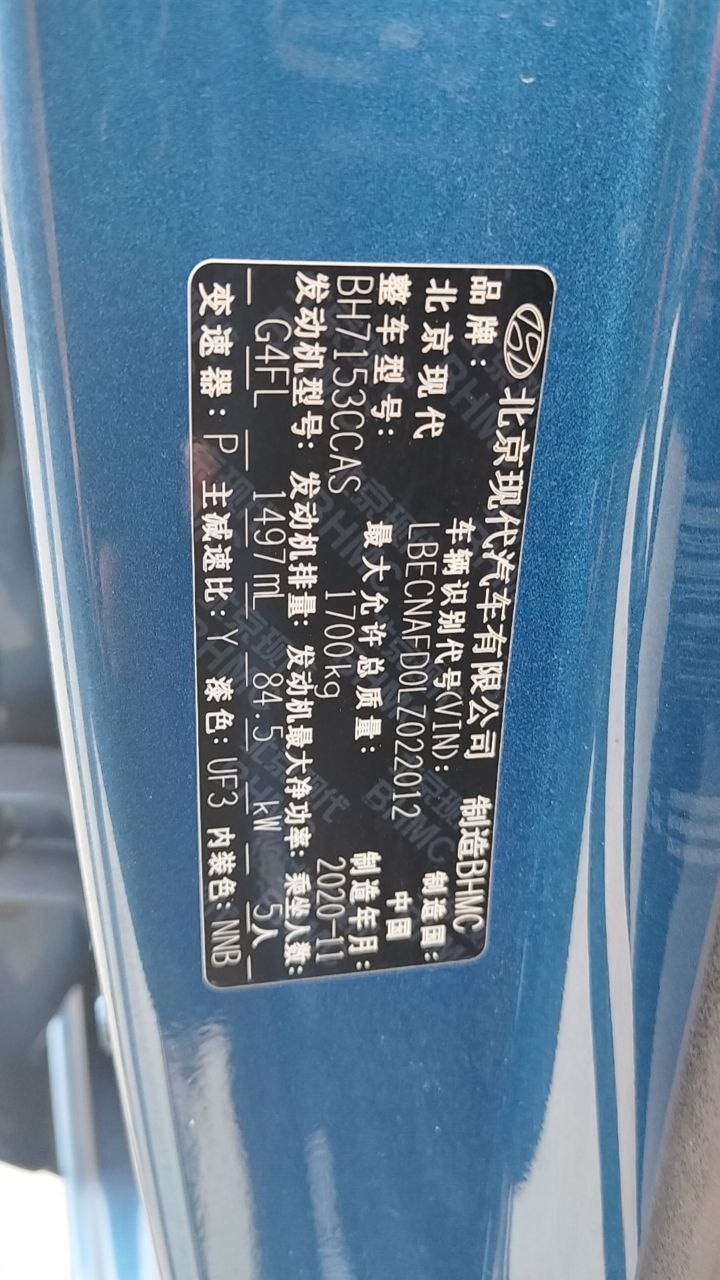 北京现代汽车有限公司 制造BHMC
品牌: 车辆识别代号(VIN): 制造国:
北京现代 LBECNAFD0LZ022012 中国
整车型号: 最大允许总质量: 制造年月:
BH7153CCAS 1700kg 2020-11
发动机型号: 发动机排量: 发动机最大净功率: 乘坐人数:
G4FL 1497mL 84.5 kW 5人
变速器: P 主减速比: Y 漆色: UF3 内装色: NNB